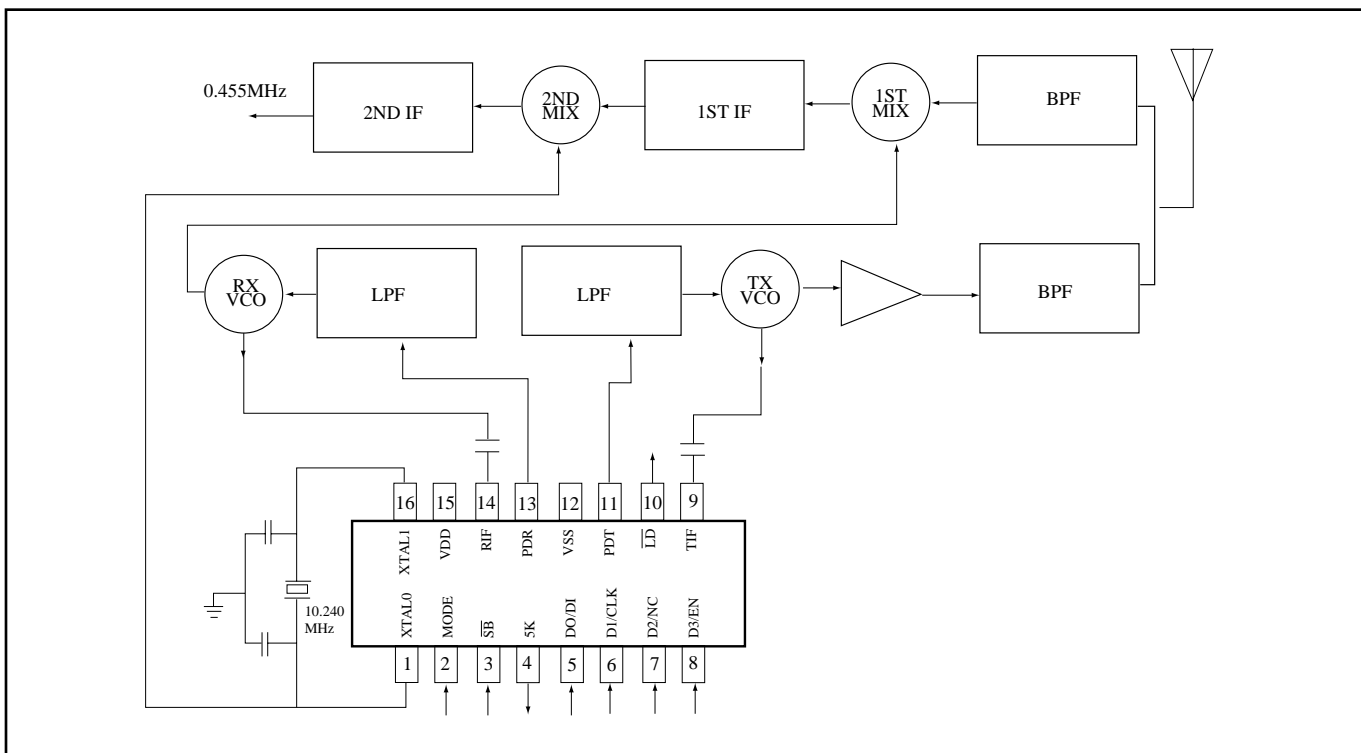 0.455MHz
2ND IF
2ND
MIX
1ST IF
1ST
MIX
BPF
RX
VCO
LPF
LPF
TX
VCO
BPF
16
15
14
13
12
11
10
9
XTAL1
VDD
RIF
PDR
VSS
PDT
L̅D̅
TIF
10.240
MHz
XTAL0
MODE
S̅B̅
5K
DO/DI
D1/CLK
D2/NC
D3/EN
1
2
3
4
5
6
7
8